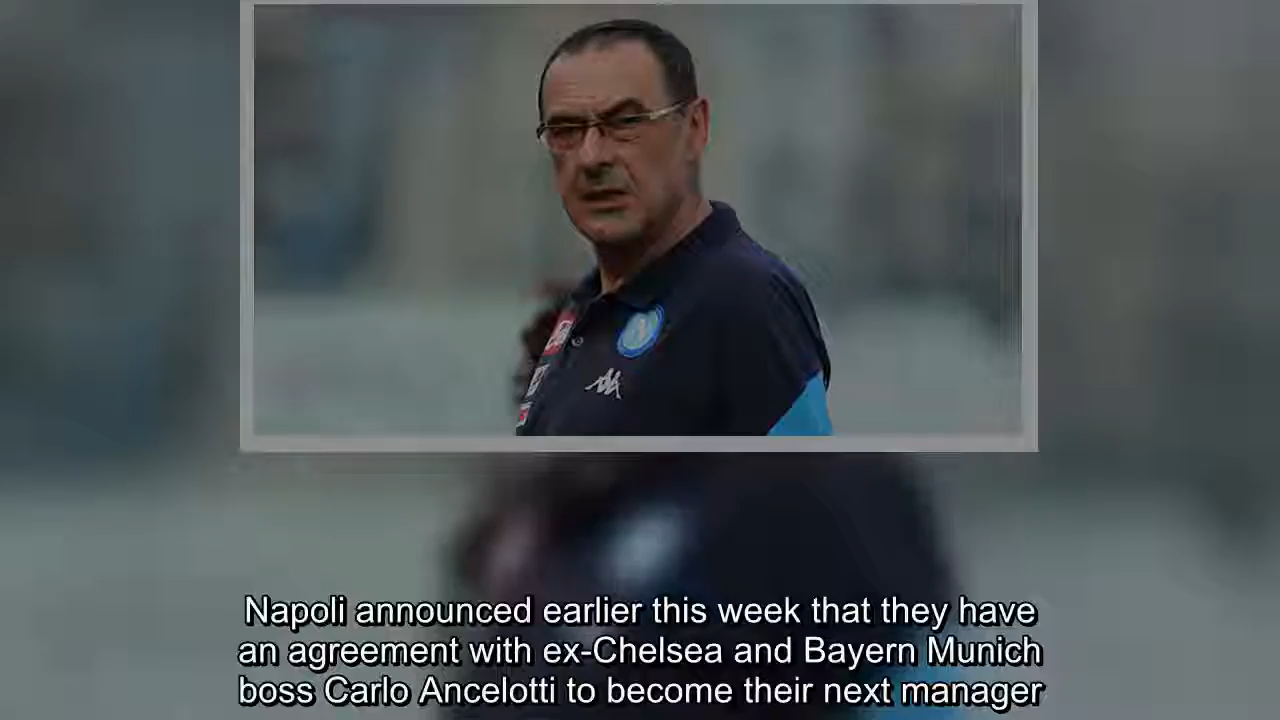 Napoli announced earlier this week that they have
an agreement with ex-Chelsea and Bayern Munich
boss Carlo Ancelotti to become their next manager